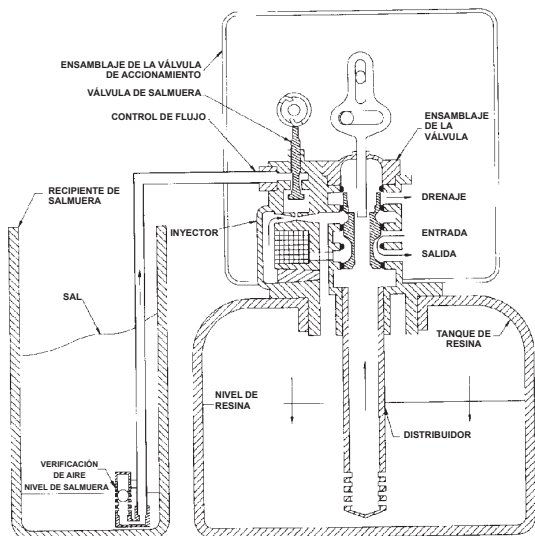 ENSAMBLAJE DE LA VÁLVULA
DE ACCIONAMIENTO
VÁLVULA DE SALMUERA
CONTROL DE FLUJO
ENSAMBLAJE
DE LA
VÁLVULA
RECIPIENTE DE
SALMUERA
DRENAJE
INYECTOR
ENTRADA
SALIDA
SAL
TANQUE DE
RESINA
NIVEL DE
RESINA
DISTRIBUIDOR
VERIFICACIÓN
DE AIRE
NIVEL DE SALMUERA